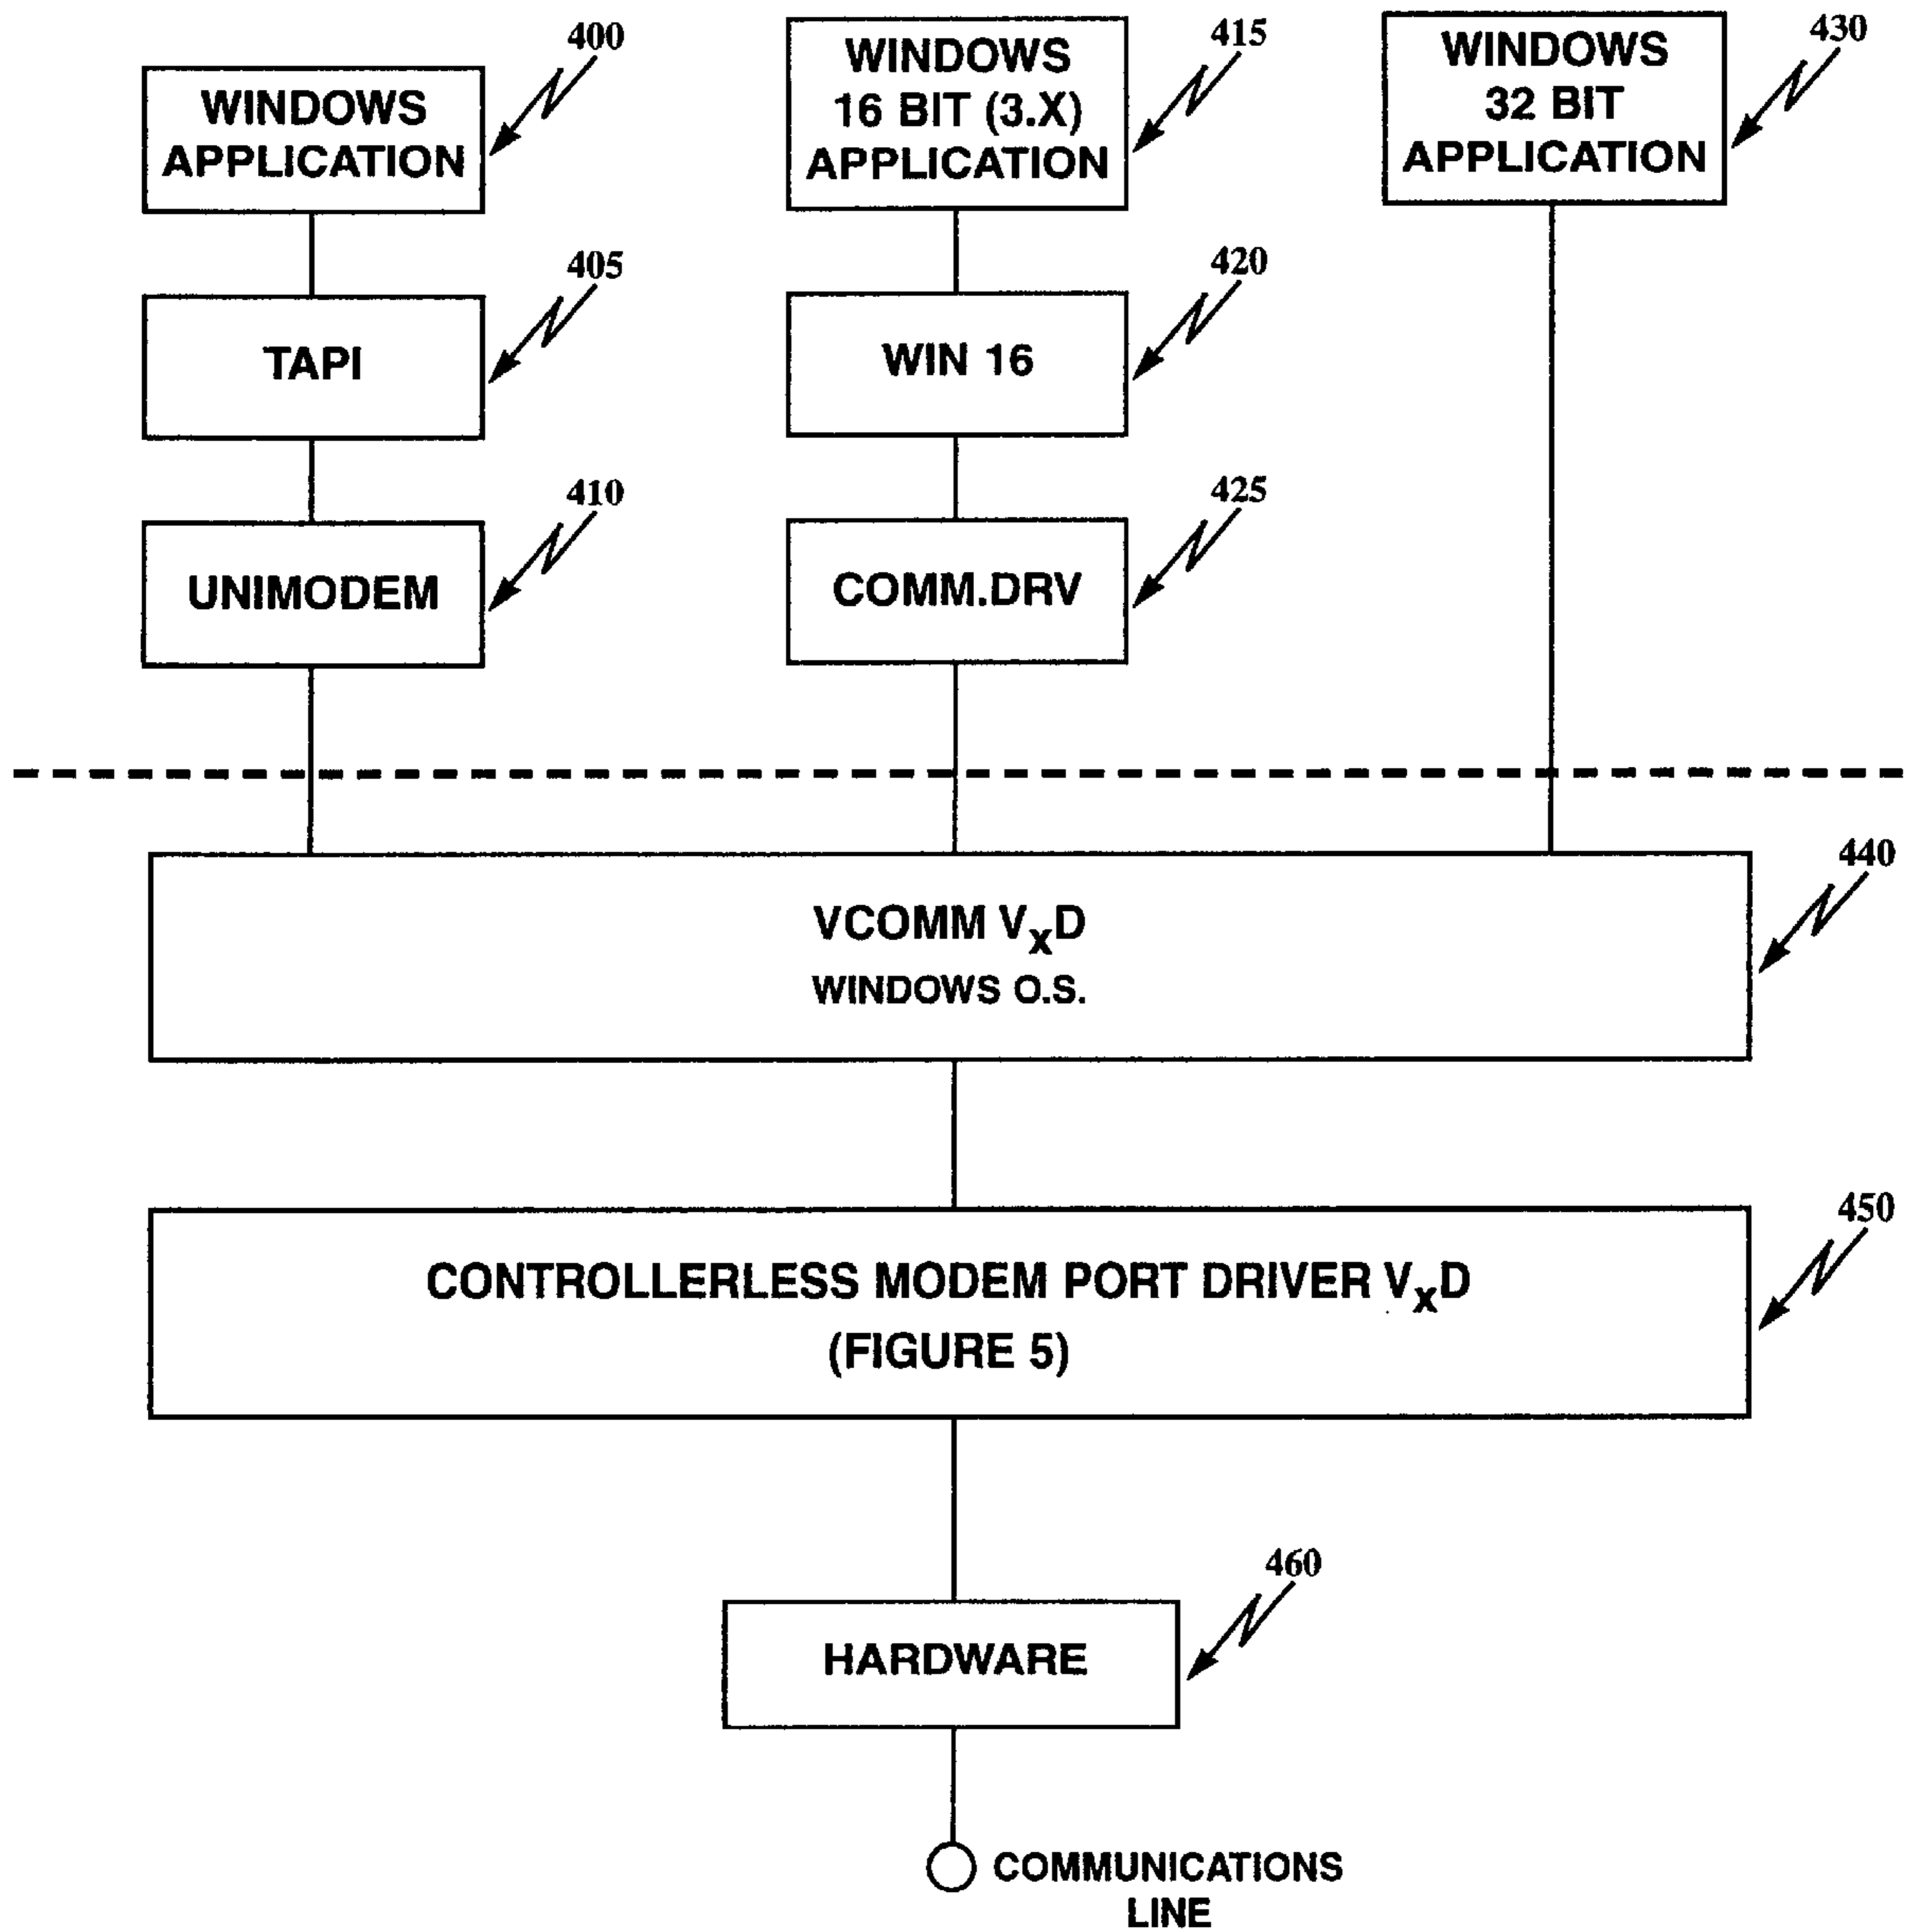 400
WINDOWS
APPLICATION
415
WINDOWS
16 BIT (3.X)
APPLICATION
430
WINDOWS
32 BIT
APPLICATION
405
TAPI
420
WIN 16
410
UNIMODEM
425
COMM.DRV
440
VCOMM VxD
WINDOWS O.S.
450
CONTROLLERLESS MODEM PORT DRIVER VxD
(FIGURE 5)
460
HARDWARE
COMMUNICATIONS
LINE